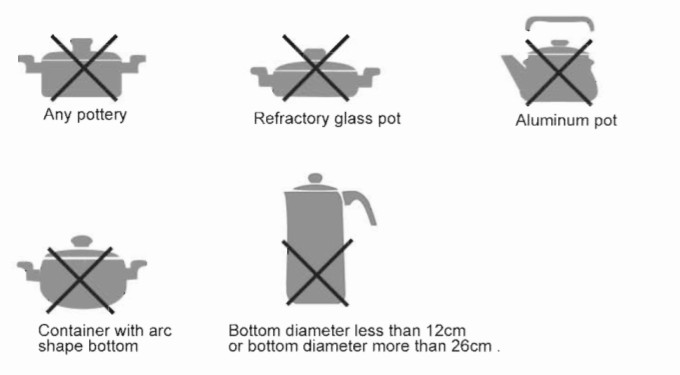 Any pottery
Refractory glass pot
Aluminum pot
Container with arc
shape bottom
Bottom diameter less than 12cm
or bottom diameter more than 26cm .